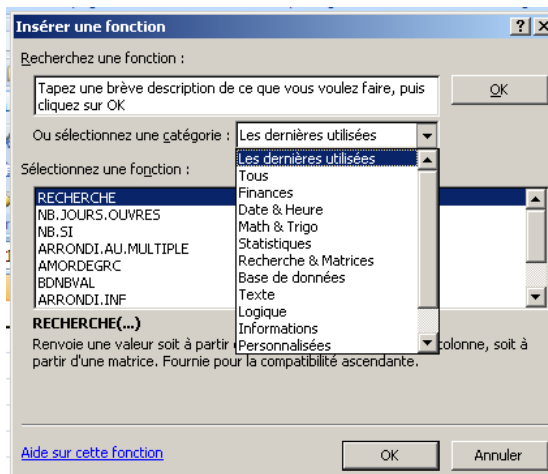 Insérer une fonction
Recherchez une fonction :
Tapez une brève description de ce que vous voulez faire, puis
cliquez sur OK
OK
Ou sélectionnez une catégorie :
Les dernières utilisées
Les dernières utilisées
Tous
Finances
Date & Heure
Math & Trigo
Statistiques
Recherche & Matrices
Base de données
Texte
Logique
Informations
Personnalisées
Sélectionnez une fonction :
RECHERCHE
NB.JOURS.OUVRES
NB.SI
ARRONDI.AU.MULTIPLE
AMORDEGRC
BDNBVAL
ARRONDI.INF
RECHERCHE(...)
Renvoie une valeur soit à partir colonne, soit à
partir d'une matrice. Fournie pour la compatibilité ascendante.
Aide sur cette fonction
OK
Annuler